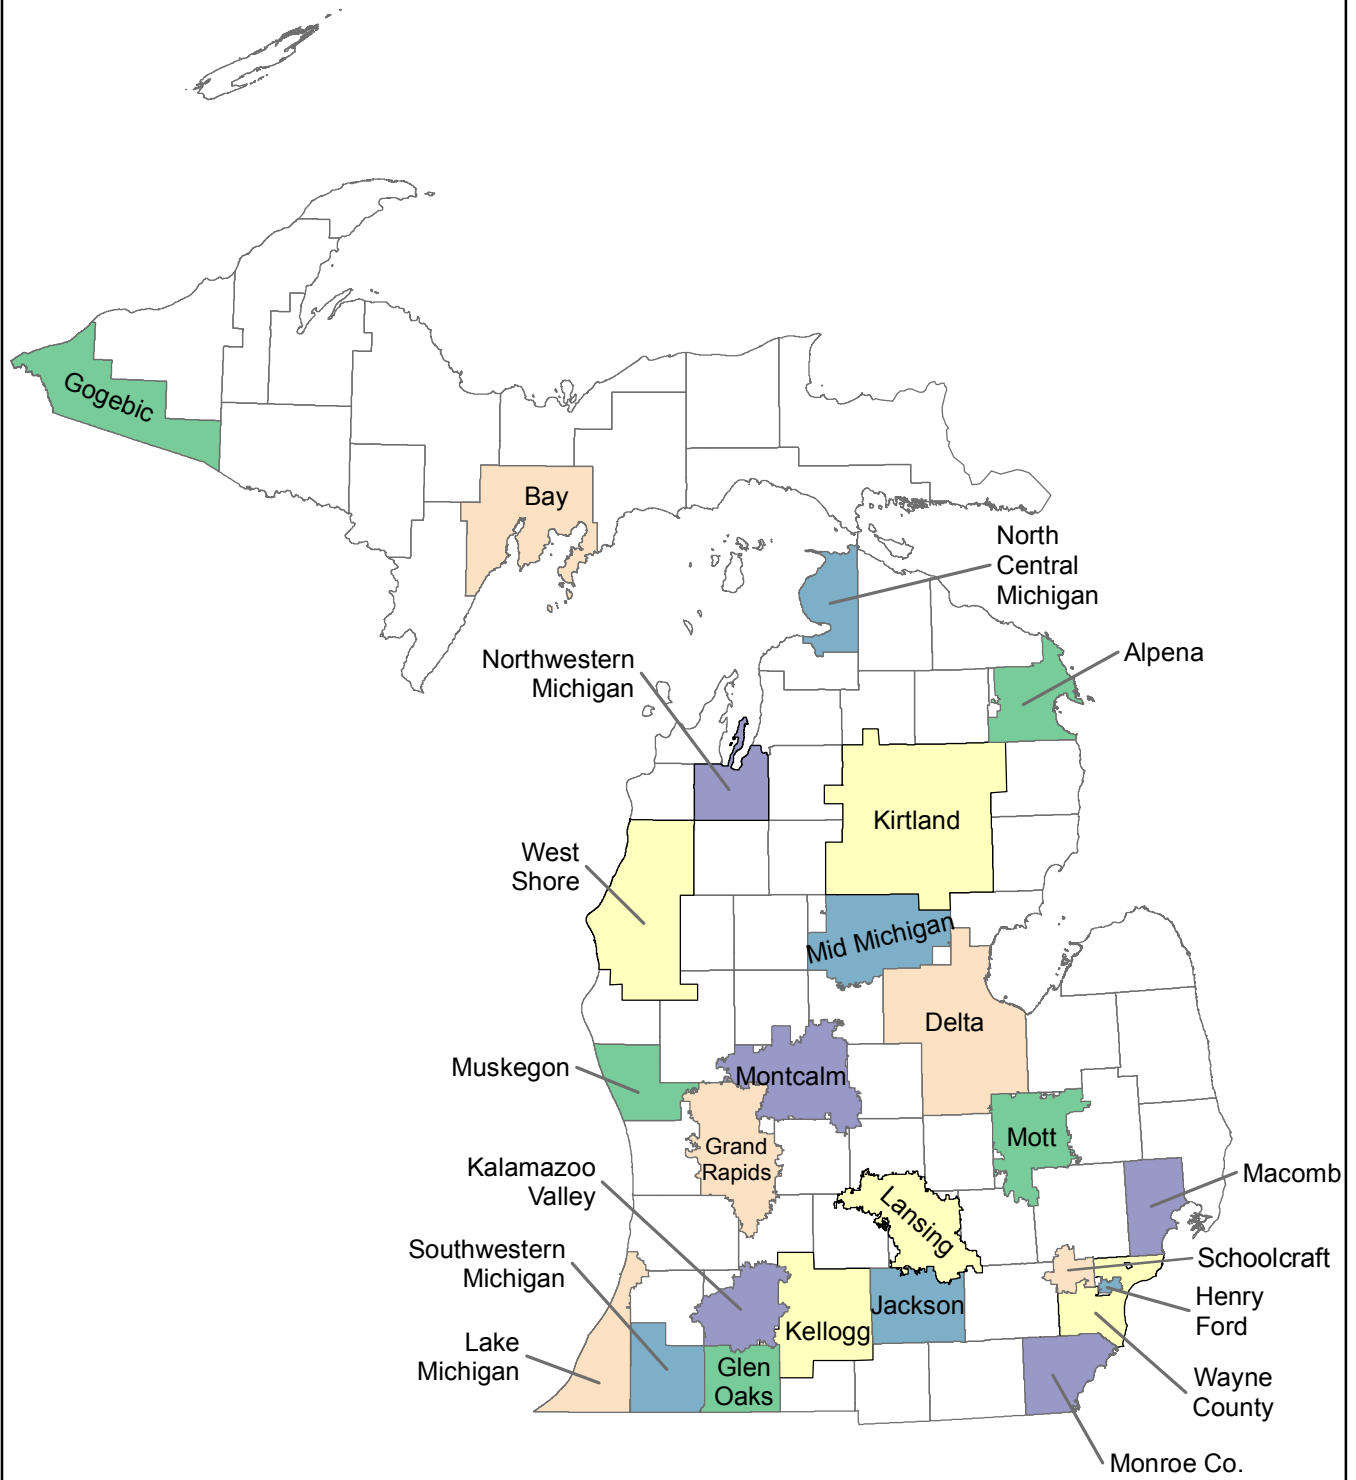 Gogebic
Bay
North
Central
Michigan
Northwestern
Michigan
Alpena
Kirtland
West
Shore
Mid Michigan
Delta
Muskegon
Montcalm
Mott
Grand
Rapids
Kalamazoo
Valley
Macomb
Lansing
Southwestern
Michigan
Schoolcraft
Henry
Ford
Jackson
Kellogg
Lake
Michigan
Glen
Oaks
Wayne
County
Monroe Co.